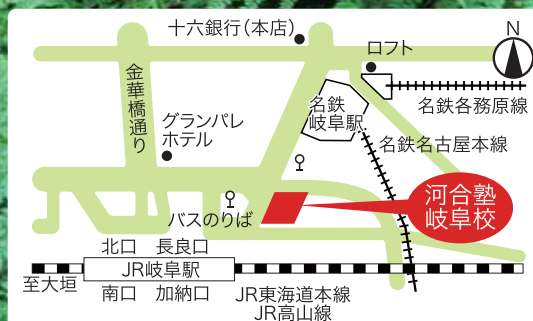 十六銀行(本店)
N
ロフト
金華橋通り
名鉄
岐阜駅
名鉄各務原線
グランパレ
ホテル
名鉄名古屋本線
河合塾
岐阜校
バスのりば
北口 長良口
JR岐阜駅
至大垣
南口 加納口
JR東海道本線
JR高山線